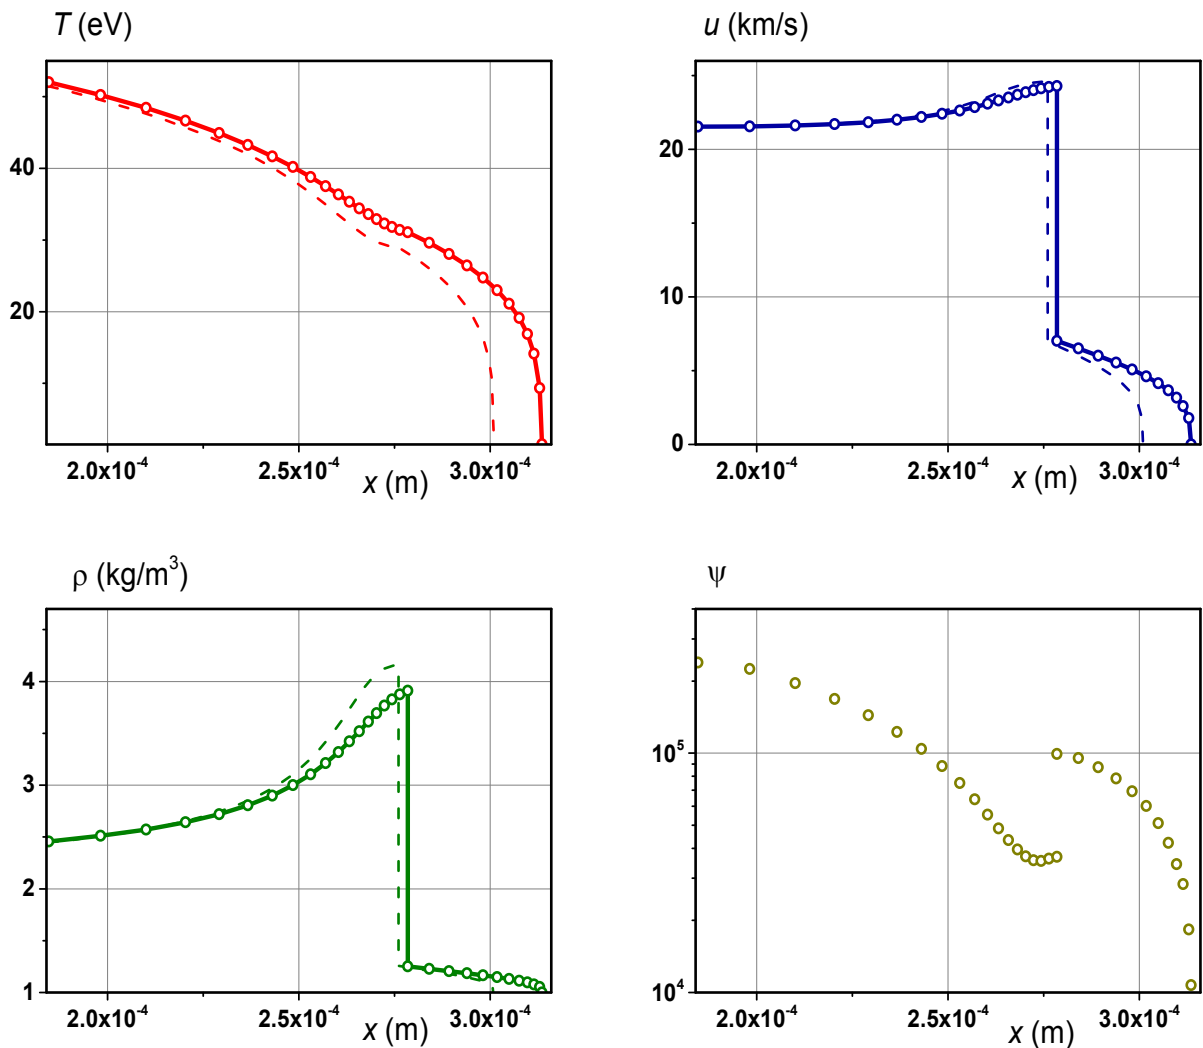 T (eV)
40
20
2.0x10⁻⁴
2.5x10⁻⁴
3.0x10⁻⁴
x (m)
u (km/s)
20
10
0
2.0x10⁻⁴
2.5x10⁻⁴
3.0x10⁻⁴
x (m)
ρ (kg/m³)
4
3
2
1
2.0x10⁻⁴
2.5x10⁻⁴
3.0x10⁻⁴
x (m)
ψ
10⁵
10⁴
2.0x10⁻⁴
2.5x10⁻⁴
3.0x10⁻⁴
x (m)